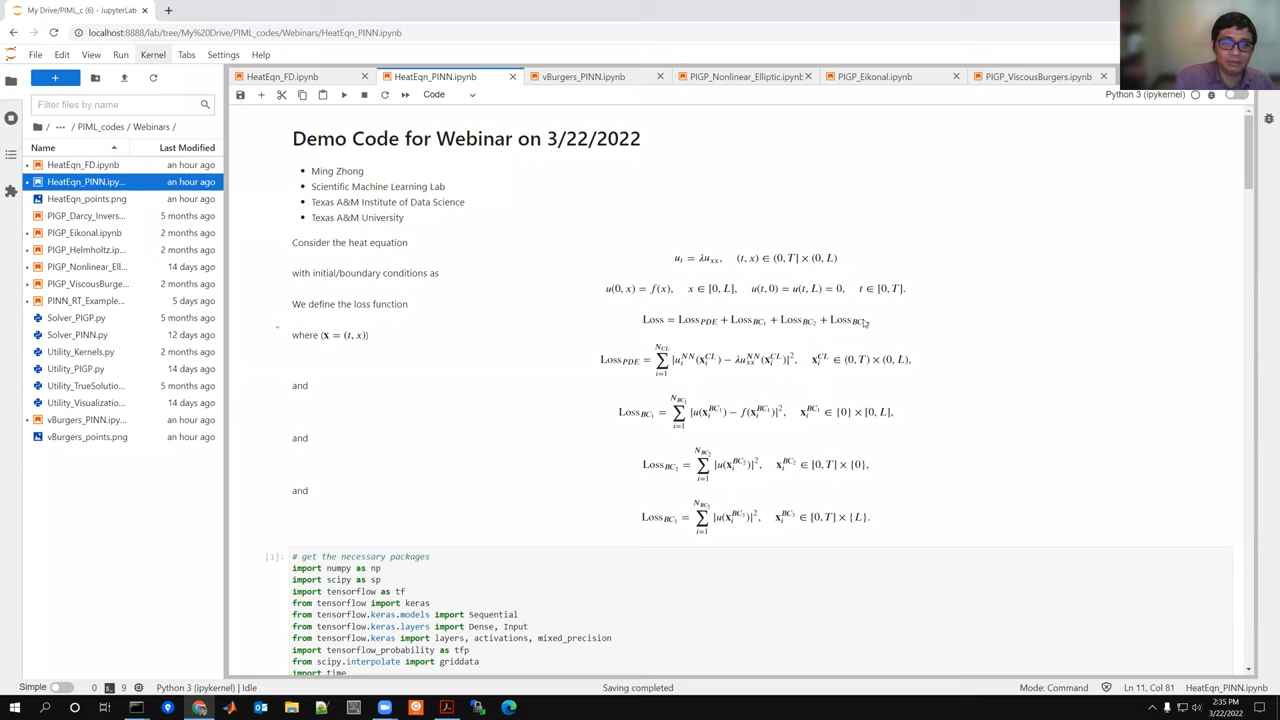 My Drive/PIML_c (6) - JupyterLab
localhost:8888/lab/tree/My%20Drive/PIML_codes/Webinars/HeatEqn_PINN.ipynb
File Edit View Run Kernel Tabs Settings Help
HeatEqn_FD.ipynb HeatEqn_PINN.ipynb vBurgers_PINN.ipynb PIGP_Nonlinear_Elliptic.ipynb PIGP_Eikonal.ipynb PIGP_ViscousBurgers.ipynb
Code Python 3 (ipykernel)
Filter files by name
/ ··· / PIML_codes / Webinars /
Name Last Modified
HeatEqn_FD.ipynb an hour ago
HeatEqn_PINN.ipy... an hour ago
HeatEqn_points.png an hour ago
PIGP_Darcy_Invers... 5 months ago
PIGP_Eikonal.ipynb 2 months ago
PIGP_Helmholtz.ip... 2 months ago
PIGP_Nonlinear_Ell... 14 days ago
PIGP_ViscousBurge... 2 months ago
PINN_RT_Example... 5 days ago
Solver_PIGP.py 5 months ago
Solver_PINN.py 12 days ago
Utility_Kernels.py 2 months ago
Utility_PIGP.py 14 days ago
Utility_TrueSolutio... 5 months ago
Utility_Visualizatio... 14 days ago
vBurgers_PINN.ipy... an hour ago
vBurgers_points.png an hour ago
Demo Code for Webinar on 3/22/2022
• Ming Zhong
• Scientific Machine Learning Lab
• Texas A&M Institute of Data Science
• Texas A&M University
Consider the heat equation
u_t = λu_xx, (t, x) ∈ (0, T] × (0, L)
with initial/boundary conditions as
u(0, x) = f(x), x ∈ [0, L], u(t, 0) = u(t, L) = 0, t ∈ [0, T].
We define the loss function
Loss = Loss_PDE + Loss_BC₁ + Loss_BC₂ + Loss_BC₃
where (x = (t, x))
Loss_PDE = ∑_{i=1}^{N_CL} |u_t^NN(x_i^CL) − λu_xx^NN(x_i^CL)|², x_i^CL ∈ (0, T) × (0, L),
and
Loss_BC₁ = ∑_{i=1}^{N_BC₁} |u(x_i^BC₁) − f(x_i^BC₁)|², x_i^BC₁ ∈ {0} × [0, L],
and
Loss_BC₂ = ∑_{i=1}^{N_BC₂} |u(x_i^BC₂)|², x_i^BC₂ ∈ [0, T] × {0},
and
Loss_BC₃ = ∑_{i=1}^{N_BC₃} |u(x_i^BC₃)|², x_i^BC₃ ∈ [0, T] × {L}.
[1]: # get the necessary packages
import numpy as np
import scipy as sp
import tensorflow as tf
from tensorflow import keras
from tensorflow.keras.models import Sequential
from tensorflow.keras.layers import Dense, Input
from tensorflow.keras import layers, activations, mixed_precision
import tensorflow_probability as tfp
from scipy.interpolate import griddata
import time
Simple 0 9 Python 3 (ipykernel) | Idle Saving completed Mode: Command Ln 11, Col 81 HeatEqn_PINN.ipynb
2:35 PM
3/22/2022